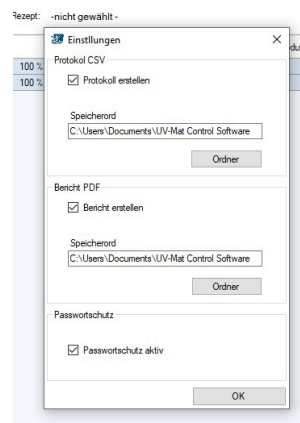 Rezept: -nicht gewählt-
Einstllungen
100 %
100 %
Protokol CSV
Protokoll erstellen
Speicherord
C:\Users\Documents\UV-Mat Control Software
Ordner
Bericht PDF
Bericht erstellen
Speicherord
C:\Users\Documents\UV-Mat Control Software
Ordner
Passwortschutz
Passwortschutz aktiv
OK